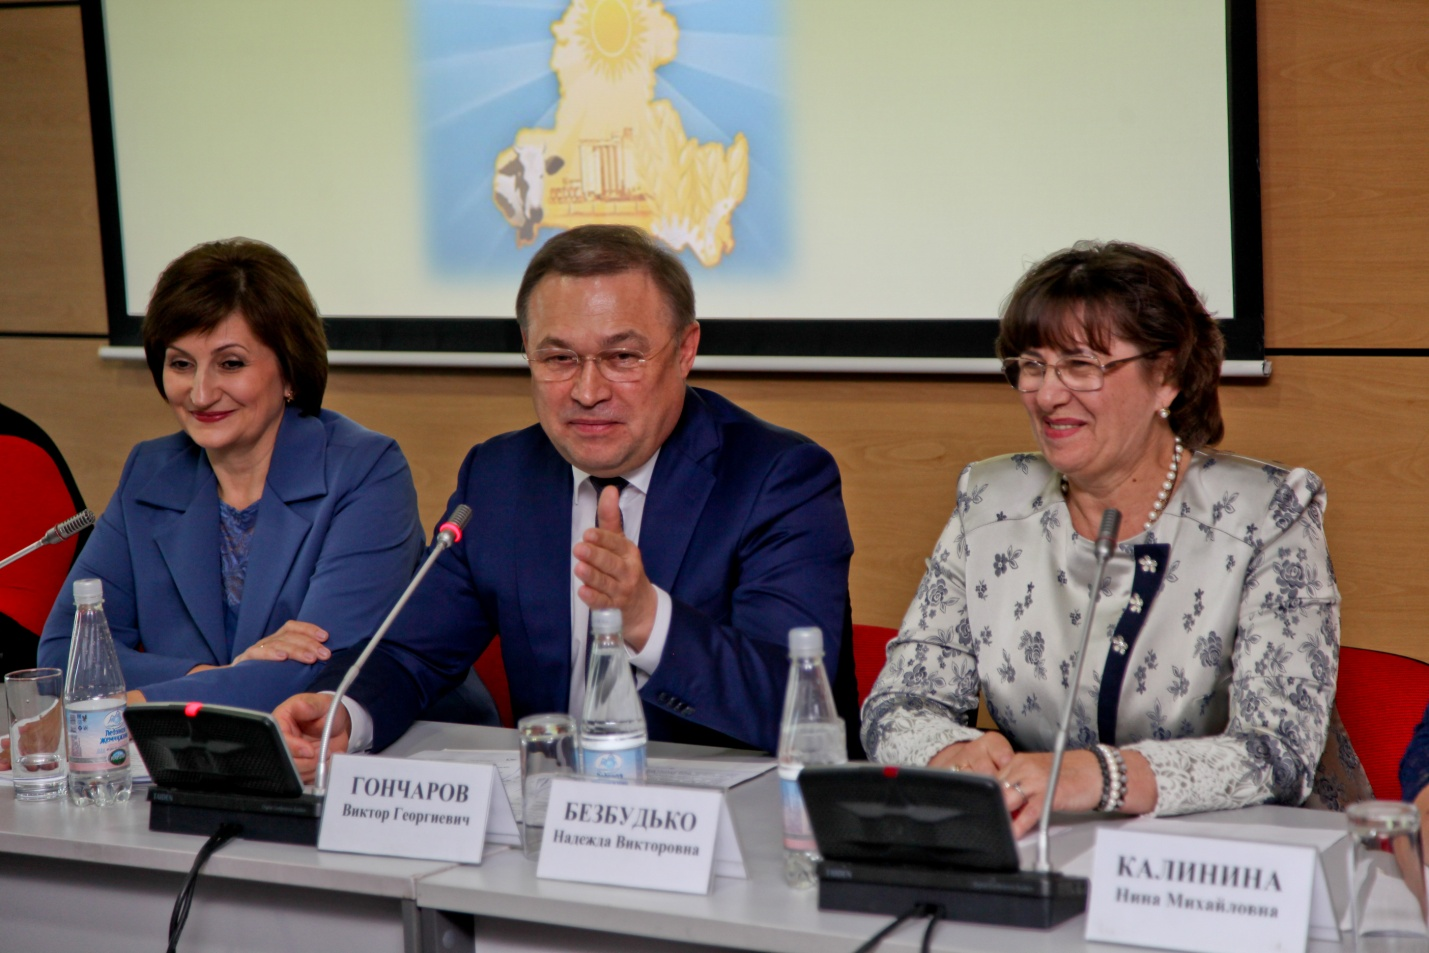 ГОНЧАРОВ
Виктор Георгиевич
БЕЗБУДЬКО
Надежда Викторовна
КАЛИНИНА
Нина Михайловна